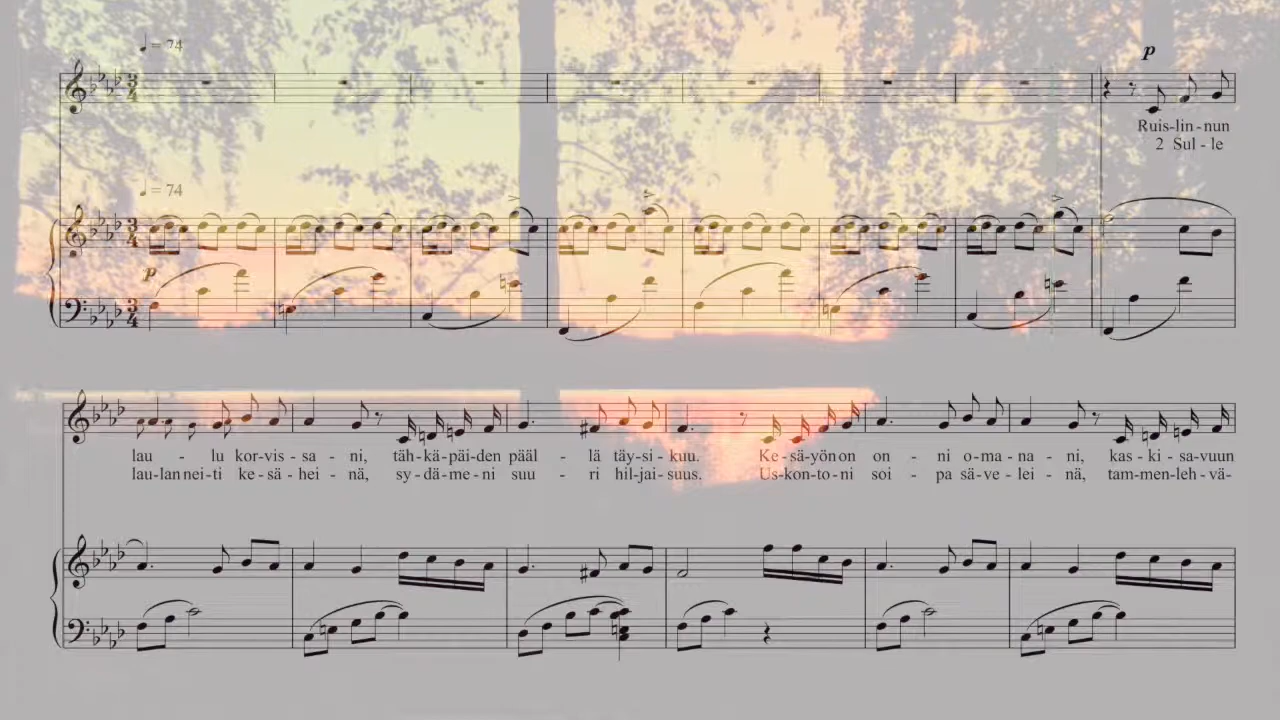 ♩ = 74
p
Ruis-lin-nun
2 Sul-le
♩ = 74
p
lau - lu kor-vis-sa-ni, täh-kä-päi-den pääl - lä täy-si-kuu. Ke-sä-yön on on - ni o-ma-na-ni, kas-ki-sa-vuun
lau-lan nei-ti ke-sä-hei-nä, sy-dä-me-ni suu - ri hil-jai-suus. Us-kon-to-ni soi - pa sä-ve-lei-nä, tam-men-leh-vä-